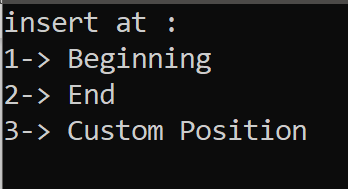 insert at :
1-> Beginning
2-> End
3-> Custom Position